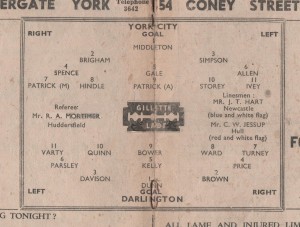 ERGATE YORK Telephone 2642 54 CONEY STREET
YORK CITY
RIGHT GOAL LEFT
MIDDLETON
2 3
BRIGHAM SIMPSON
4 5 6
SPENCE GALE ALLEN
7 8 9 10 11
PATRICK (M) HINDLE PATRICK (A) STOREY IVEY
Linesmen:
Referee MR. J. T. HART
Mr. R. A. MORTIMER Newcastle
Huddersfield (blue and white flag)
GILLETTE Mr. C. W. JESSUP
BLADE Hull
(red and white flag)
11 10 9 8 7
VARTY QUINN BOWER WARD TURNEY
6 5 4
PARSLEY KELLY PRICE
3 2
DAVISON BROWN
1
DUNN
LEFT GOAL RIGHT
DARLINGTON
NG TONIGHT ?
ALL LAME AND INJURED